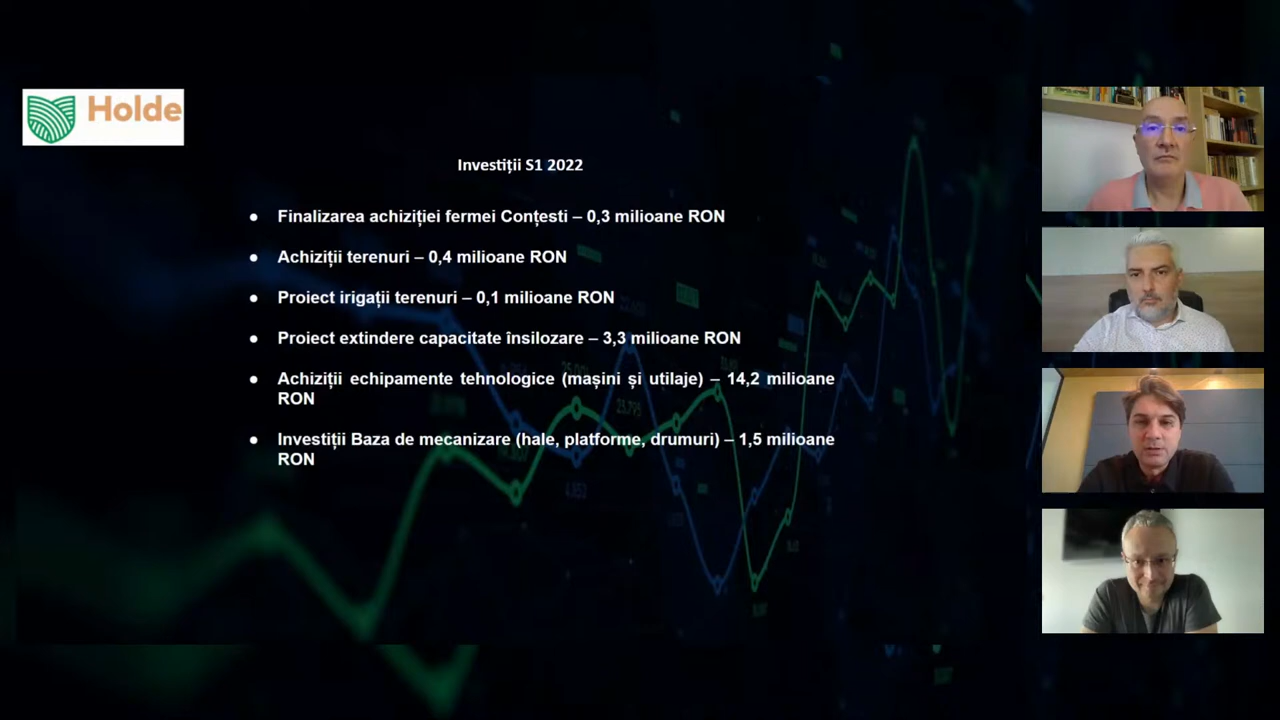 Holde
Investiții S1 2022
● Finalizarea achiziției fermei Conțesti – 0,3 milioane RON
● Achiziții terenuri – 0,4 milioane RON
● Proiect irigații terenuri – 0,1 milioane RON
● Proiect extindere capacitate însilozare – 3,3 milioane RON
● Achiziții echipamente tehnologice (mașini și utilaje) – 14,2 milioane
RON
● Investiții Baza de mecanizare (hale, platforme, drumuri) – 1,5 milioane
RON